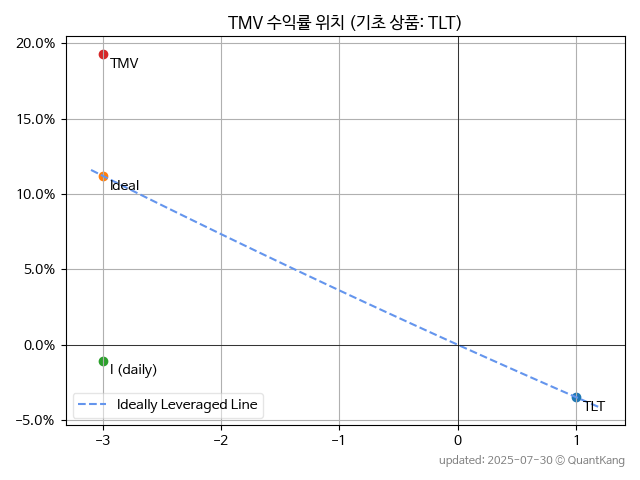 TMV 수익률 위치 (기초 상품: TLT)
20.0%
15.0%
10.0%
5.0%
0.0%
−5.0%
TMV
Ideal
I (daily)
TLT
Ideally Leveraged Line
−3
−2
−1
0
1
updated: 2025-07-30 © QuantKang